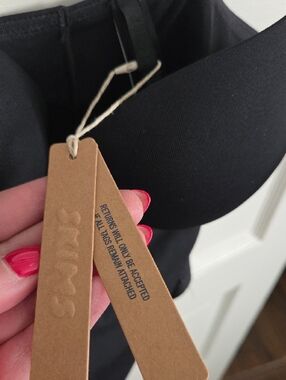 SKIMS
RETURNS WILL ONLY BE ACCEPTED
IF ALL TAGS REMAIN ATTACHED